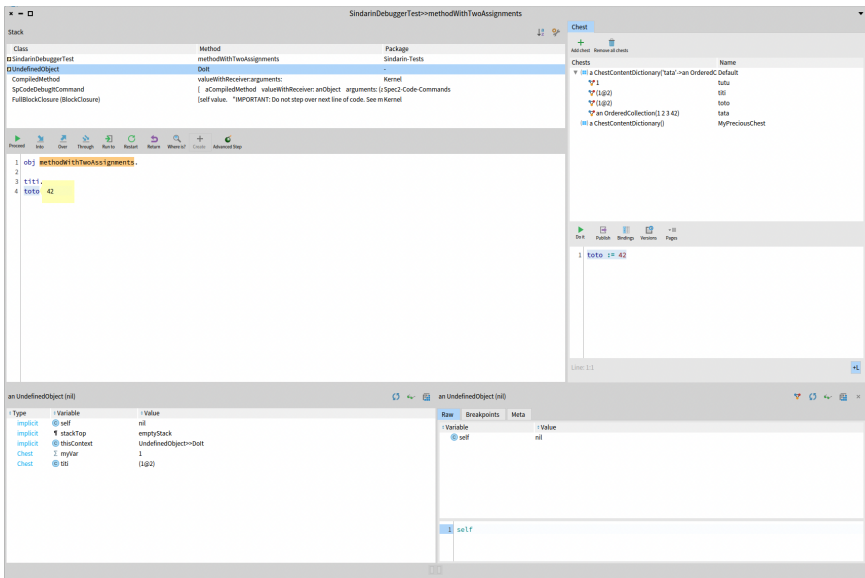 SindarinDebuggerTest>>methodWithTwoAssignments
Stack
Class Method Package
SindarinDebuggerTest methodWithTwoAssignments Sindarin-Tests
UndefinedObject DoIt -
CompiledMethod valueWithReceiver:arguments: Kernel
SpCodeDebugItCommand [ aCompiledMethod valueWithReceiver: anObject arguments: {a Spec2-Code-Commands
FullBlockClosure (BlockClosure) [self value. "IMPORTANT: Do not step over next line of code. See m Kernel
Proceed Into Over Through Run to Restart Return Where is? Create Advanced Step
1 obj methodWithTwoAssignments.
2
3 titi.
4 toto 42
Chest
Add chest Remove all chests
Chests Name
a ChestContentDictionary('tata'->an OrderedC Default
1 tutu
(1@2) titi
(1@2) toto
an OrderedCollection(1 2 3 42) tata
a ChestContentDictionary() MyPreciousChest
Do it Publish Bindings Versions Pages
1 toto := 42
Line: 1:1
+L
an UndefinedObject (nil)
Type Variable Value
implicit self nil
implicit stackTop emptyStack
implicit thisContext UndefinedObject>>DoIt
Chest myVar 1
Chest titi (1@2)
an UndefinedObject (nil)
Raw Breakpoints Meta
Variable Value
self nil
1 self